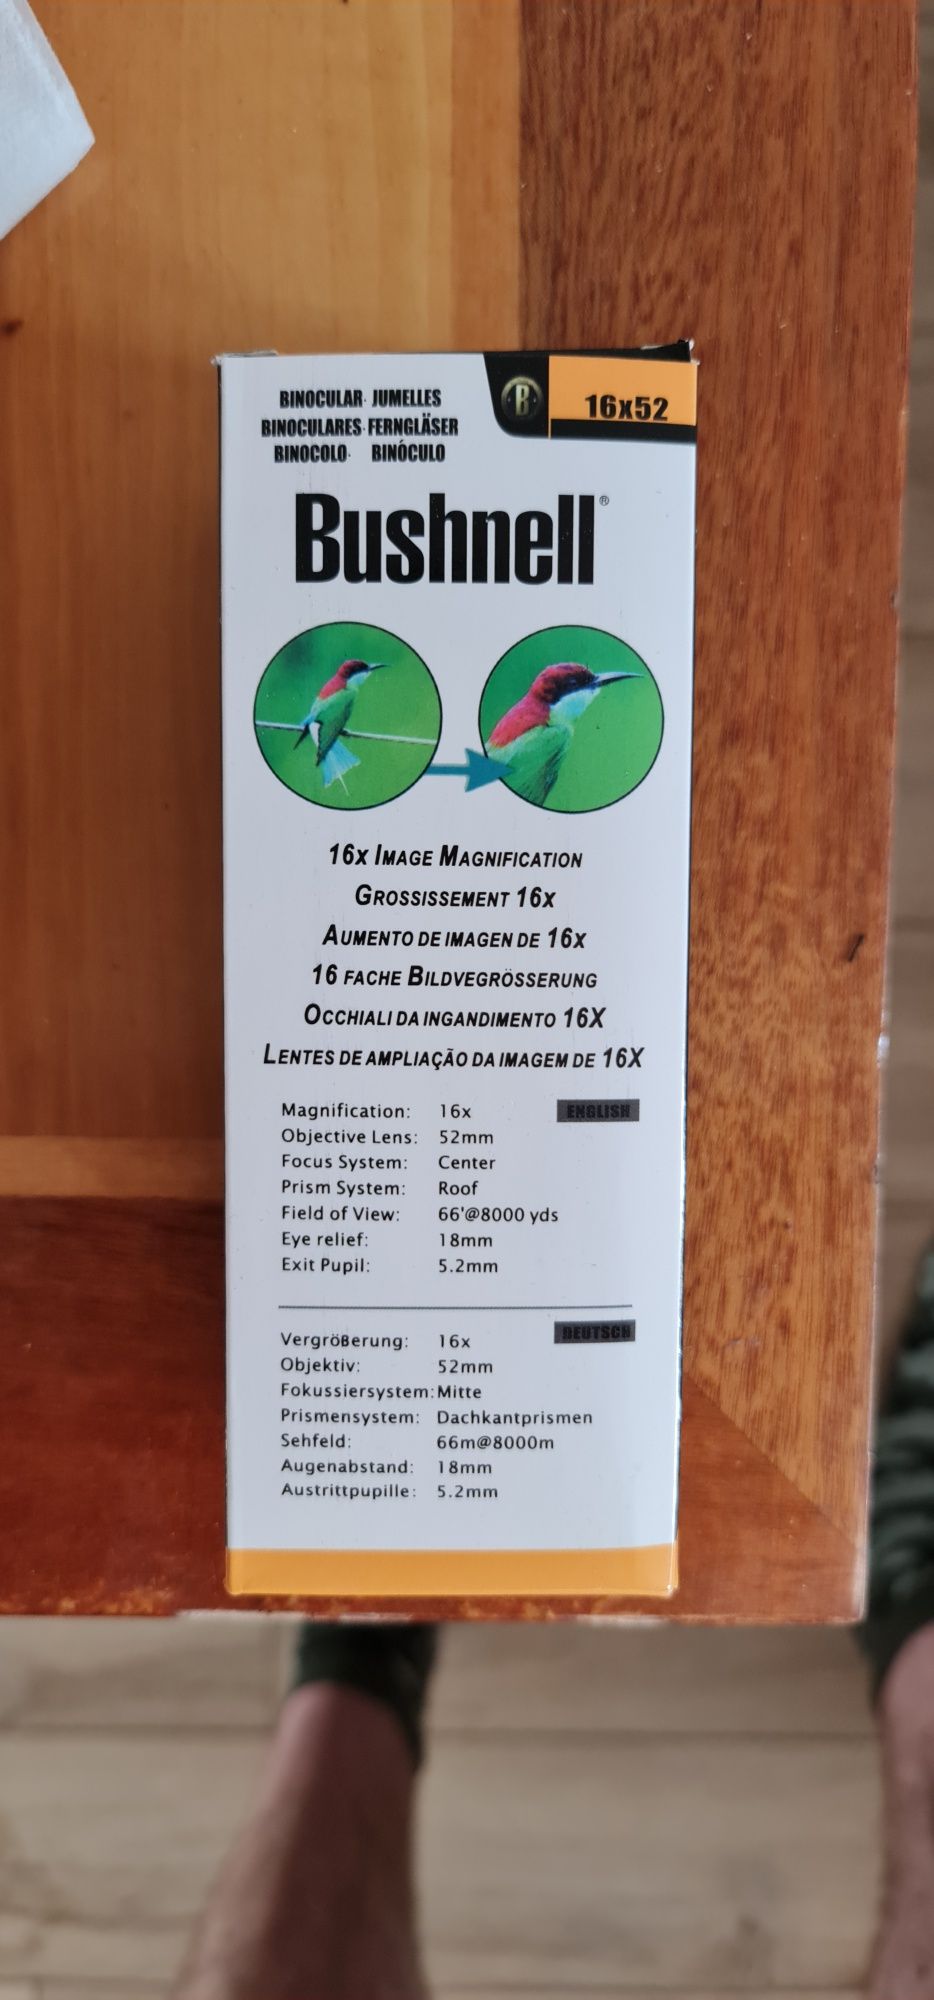 BINOCULAR· JUMELLES
BINOCULARES·FERNGLÄSER
BINOCOLO· BINÓCULO
B
16x52
Bushnell®
16x IMAGE MAGNIFICATION
GROSSISSEMENT 16x
AUMENTO DE IMAGEN DE 16x
16 FACHE BILDVEGRÖSSERUNG
OCCHIALI DA INGANDIMENTO 16X
LENTES DE AMPLIAÇÃO DA IMAGEM DE 16X
ENGLISH
Magnification: 16x
Objective Lens: 52mm
Focus System: Center
Prism System: Roof
Field of View: 66'@8000 yds
Eye relief: 18mm
Exit Pupil: 5.2mm
DEUTSCH
Vergrößerung: 16x
Objektiv: 52mm
Fokussiersystem: Mitte
Prismensystem: Dachkantprismen
Sehfeld: 66m@8000m
Augenabstand: 18mm
Austrittpupille: 5.2mm